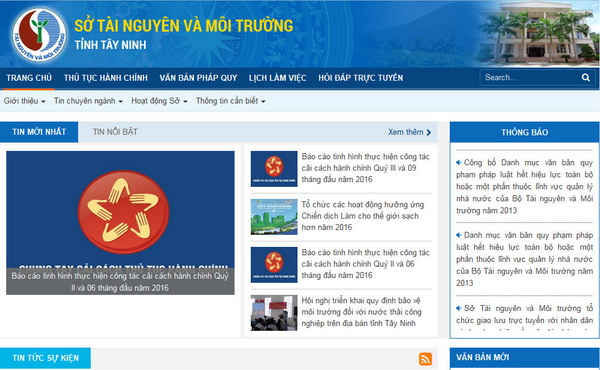 SỞ TÀI NGUYÊN VÀ MÔI TRƯỜNG
TỈNH TÂY NINH
TÀI NGUYÊN VÀ MÔI TRƯỜNG
TRANG CHỦ THỦ TỤC HÀNH CHÍNH VĂN BẢN PHÁP QUY LỊCH LÀM VIỆC HỎI ĐÁP TRỰC TUYẾN Search...
Giới thiệu Tin chuyên ngành Hoạt động Sở Thông tin cần biết
TIN MỚI NHẤT TIN NỔI BẬT Xem thêm
CHUNG TAY CẢI CÁCH THỦ TỤC HÀNH CHÍNH
Báo cáo tình hình thực hiện công tác cải cách hành chính Quý
II và 06 tháng đầu năm 2016
Báo cáo tình hình thực hiện công tác
cải cách hành chính Quý III và 09
tháng đầu năm 2016
Tổ chức các hoạt động hưởng ứng
Chiến dịch Làm cho thế giới sạch
hơn năm 2016
Báo cáo tình hình thực hiện công tác
cải cách hành chính Quý II và 06
tháng đầu năm 2016
Hội nghị triển khai quy định bảo vệ
môi trường đối với nước thải công
nghiệp trên địa bàn tỉnh Tây Ninh
THÔNG BÁO
Công bố Danh mục văn bản quy
phạm pháp luật hết hiệu lực toàn bộ
hoặc một phần thuộc lĩnh vực quản lý
nhà nước của Bộ Tài nguyên và Môi
trường năm 2013
Danh mục văn bản quy phạm pháp
luật hết hiệu lực toàn bộ hoặc một
phần thuộc lĩnh vực quản lý nhà nước
của Bộ Tài nguyên và Môi trường năm
2013
Sở Tài nguyên và Môi trường tổ
chức giao lưu trực tuyến với nhân dân
TIN TỨC SỰ KIỆN
VĂN BẢN MỚI